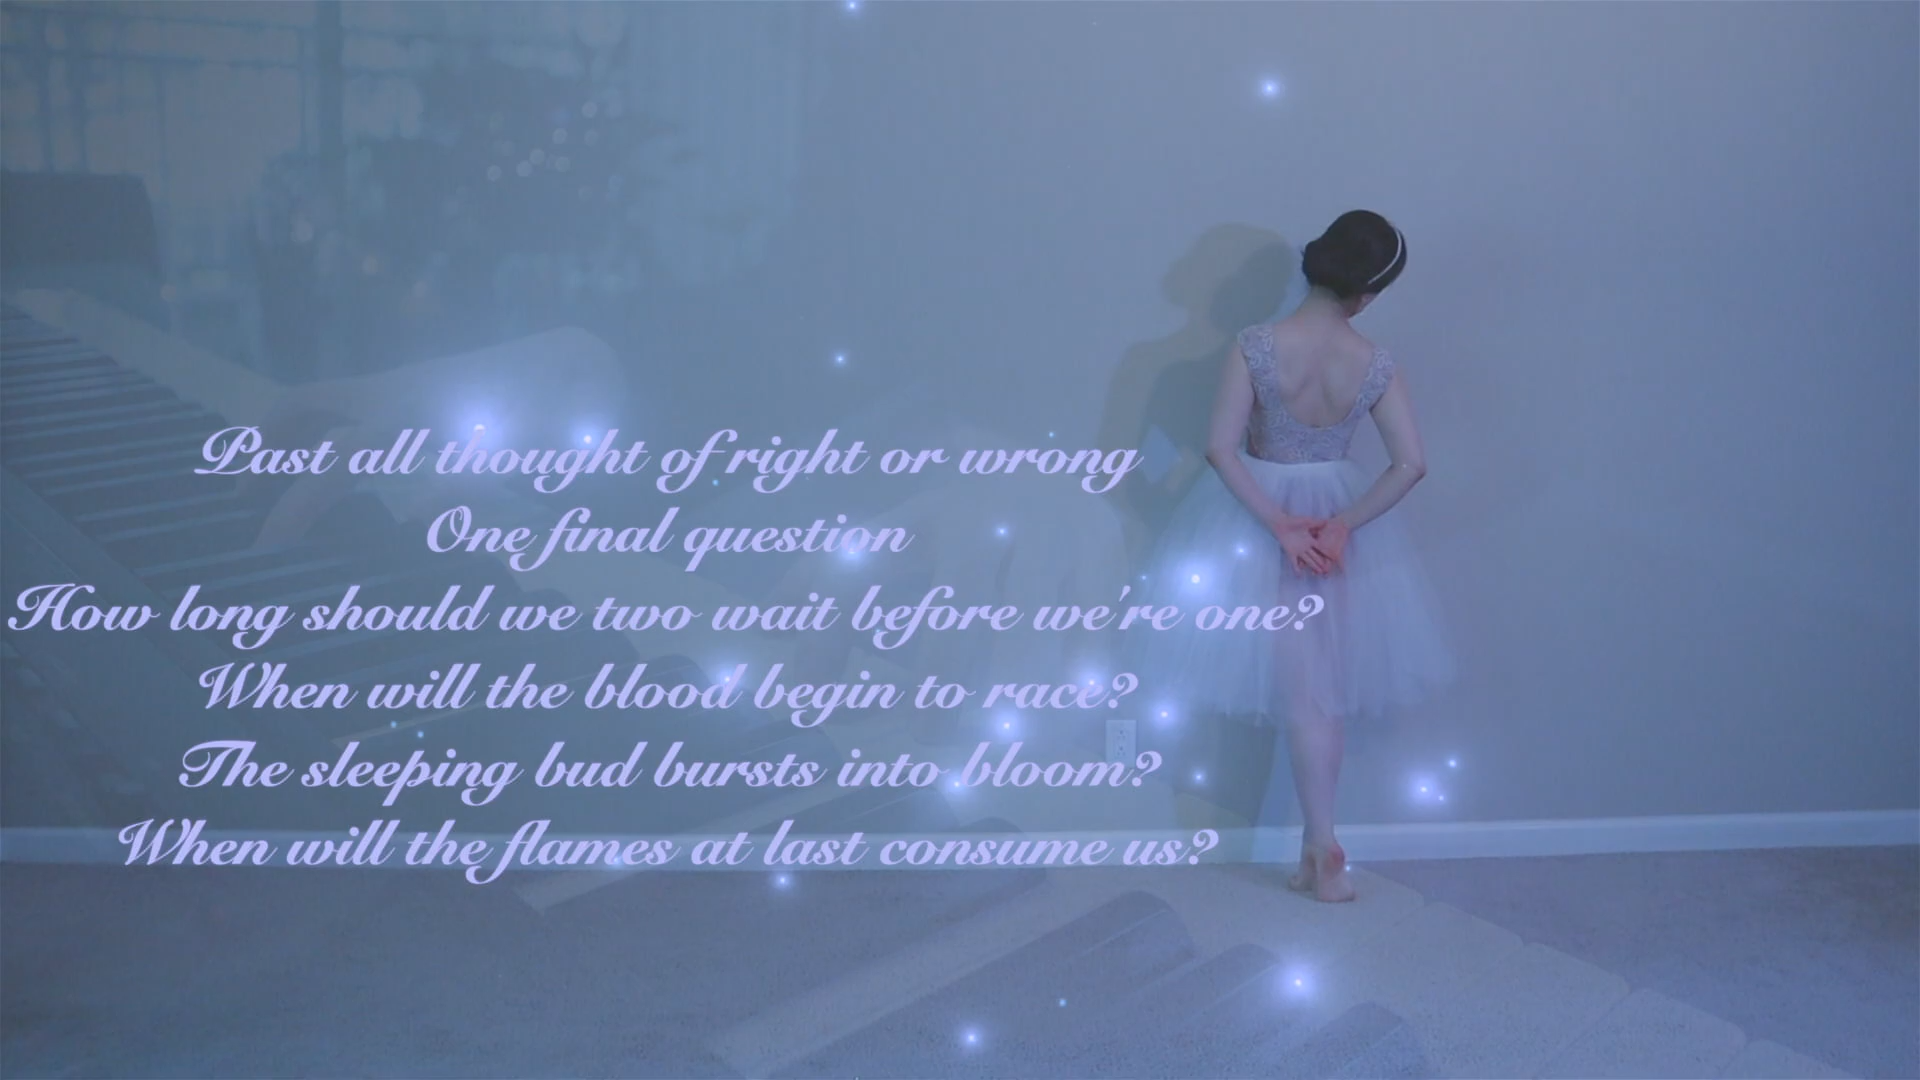 Past all thought of right or wrong
One final question
How long should we two wait before we're one?
When will the blood begin to race?
The sleeping bud bursts into bloom?
When will the flames at last consume us?